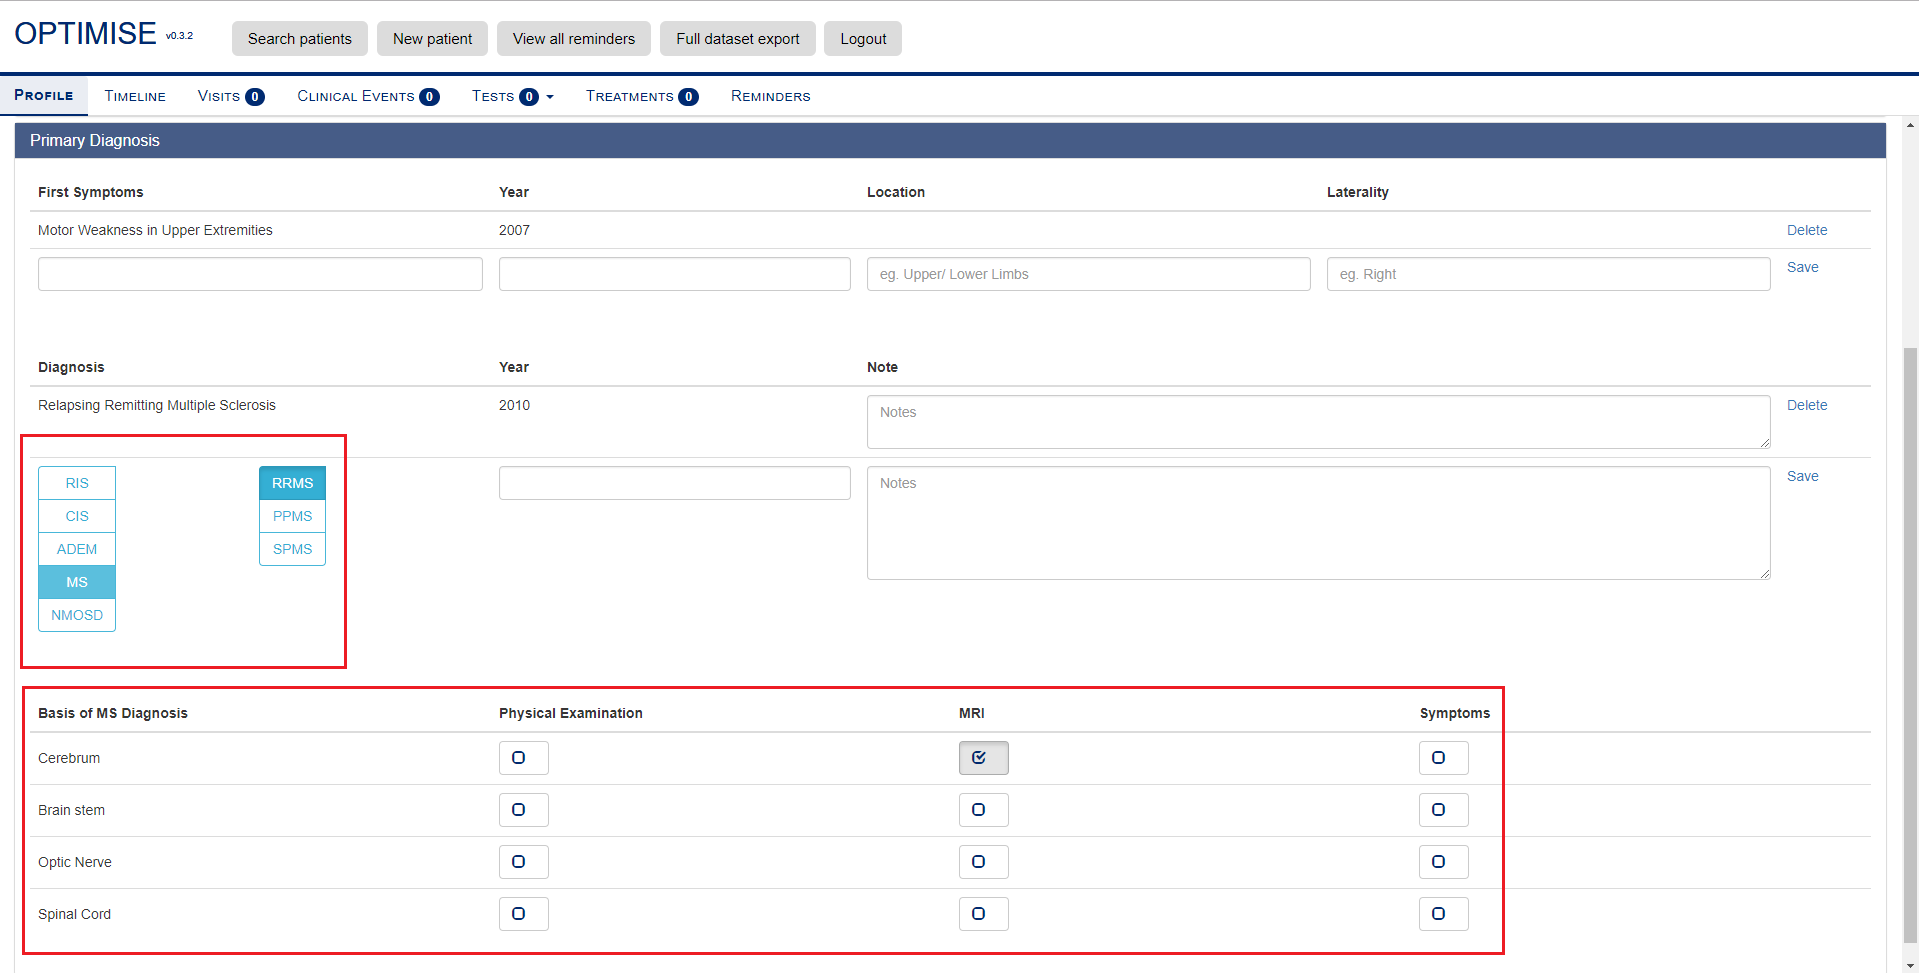 OPTIMISE v0.3.2 Search patients New patient View all reminders Full dataset export Logout
PROFILE TIMELINE VISITS 0 CLINICAL EVENTS 0 TESTS 0 TREATMENTS 0 REMINDERS
Primary Diagnosis
First Symptoms Year Location Laterality
Motor Weakness in Upper Extremities 2007 Delete
eg. Upper/ Lower Limbs eg. Right Save
Diagnosis Year Note
Relapsing Remitting Multiple Sclerosis 2010 Notes Delete
RIS RRMS Notes Save
CIS PPMS
ADEM SPMS
MS
NMOSD
Basis of MS Diagnosis Physical Examination MRI Symptoms
Cerebrum
Brain stem
Optic Nerve
Spinal Cord